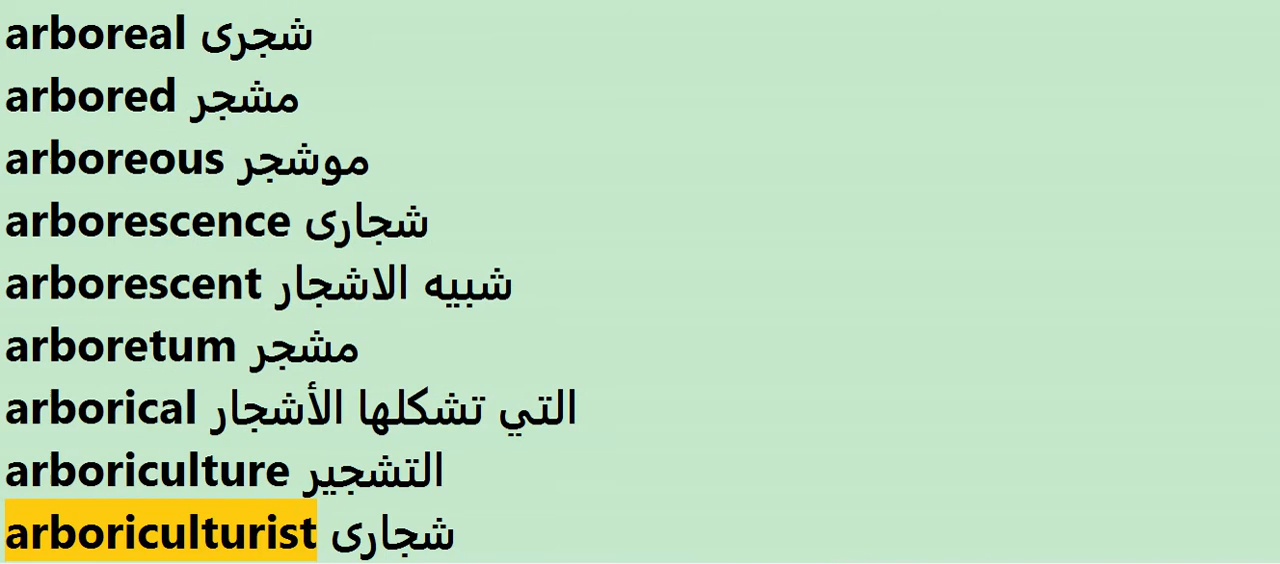 arboreal شجرى
arbored مشجر
arboreous موشجر
arborescence شجارى
arborescent شبيه الاشجار
arboretum مشجر
arborical التي تشكلها الأشجار
arboriculture التشجير
arboriculturist شجارى